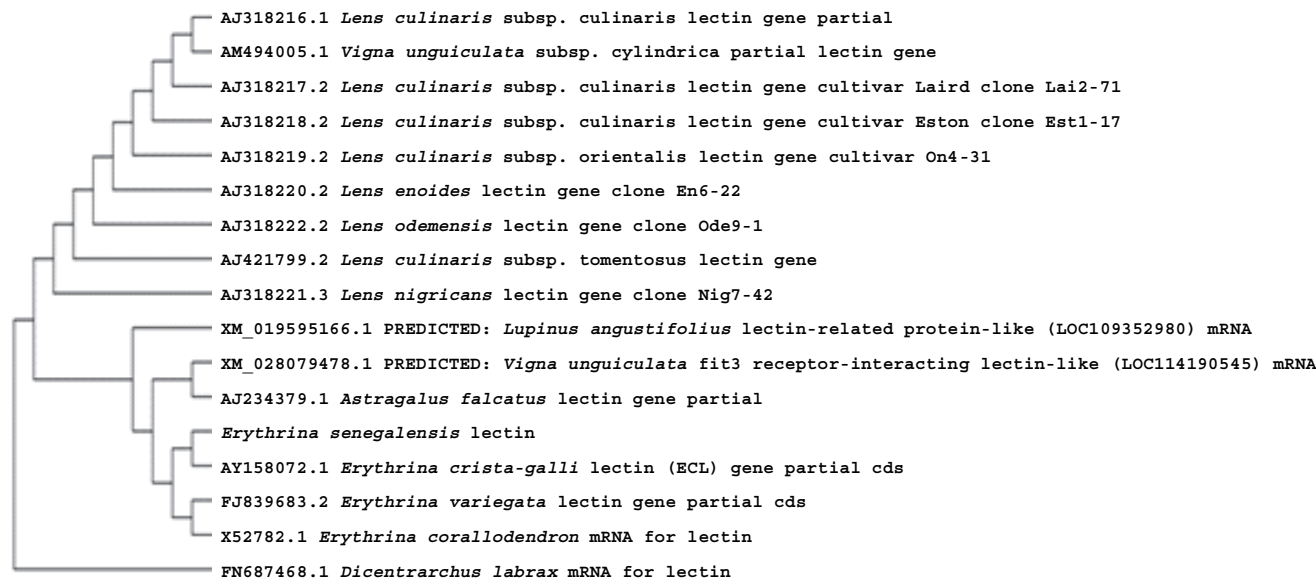 AJ318216.1 Lens culinaris subsp. culinaris lectin gene partial
AM494005.1 Vigna unguiculata subsp. cylindrica partial lectin gene
AJ318217.2 Lens culinaris subsp. culinaris lectin gene cultivar Laird clone Lai2-71
AJ318218.2 Lens culinaris subsp. culinaris lectin gene cultivar Eston clone Est1-17
AJ318219.2 Lens culinaris subsp. orientalis lectin gene cultivar On4-31
AJ318220.2 Lens enoides lectin gene clone En6-22
AJ318222.2 Lens odemensis lectin gene clone Ode9-1
AJ421799.2 Lens culinaris subsp. tomentosus lectin gene
AJ318221.3 Lens nigricans lectin gene clone Nig7-42
XM_019595166.1 PREDICTED: Lupinus angustifolius lectin-related protein-like (LOC109352980) mRNA
XM_028079478.1 PREDICTED: Vigna unguiculata fit3 receptor-interacting lectin-like (LOC114190545) mRNA
AJ234379.1 Astragalus falcatus lectin gene partial
Erythrina senegalensis lectin
AY158072.1 Erythrina crista-galli lectin (ECL) gene partial cds
FJ839683.2 Erythrina variegata lectin gene partial cds
X52782.1 Erythrina corallodendron mRNA for lectin
FN687468.1 Dicentrarchus labrax mRNA for lectin